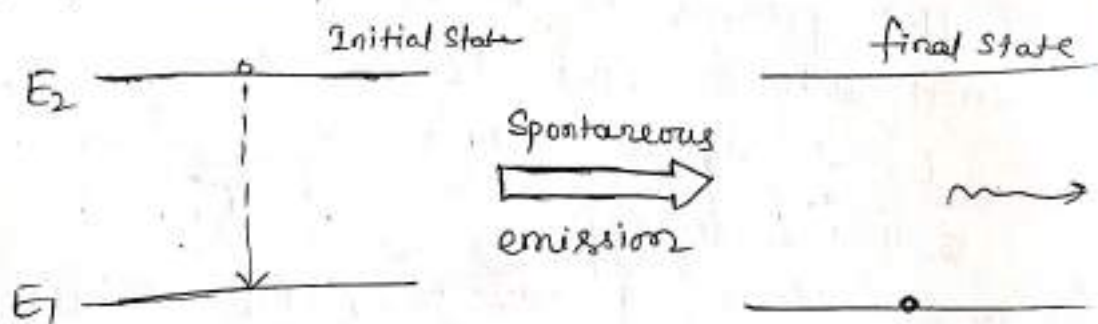 Initial State
final state
E2
Spontaneous
emission
E1